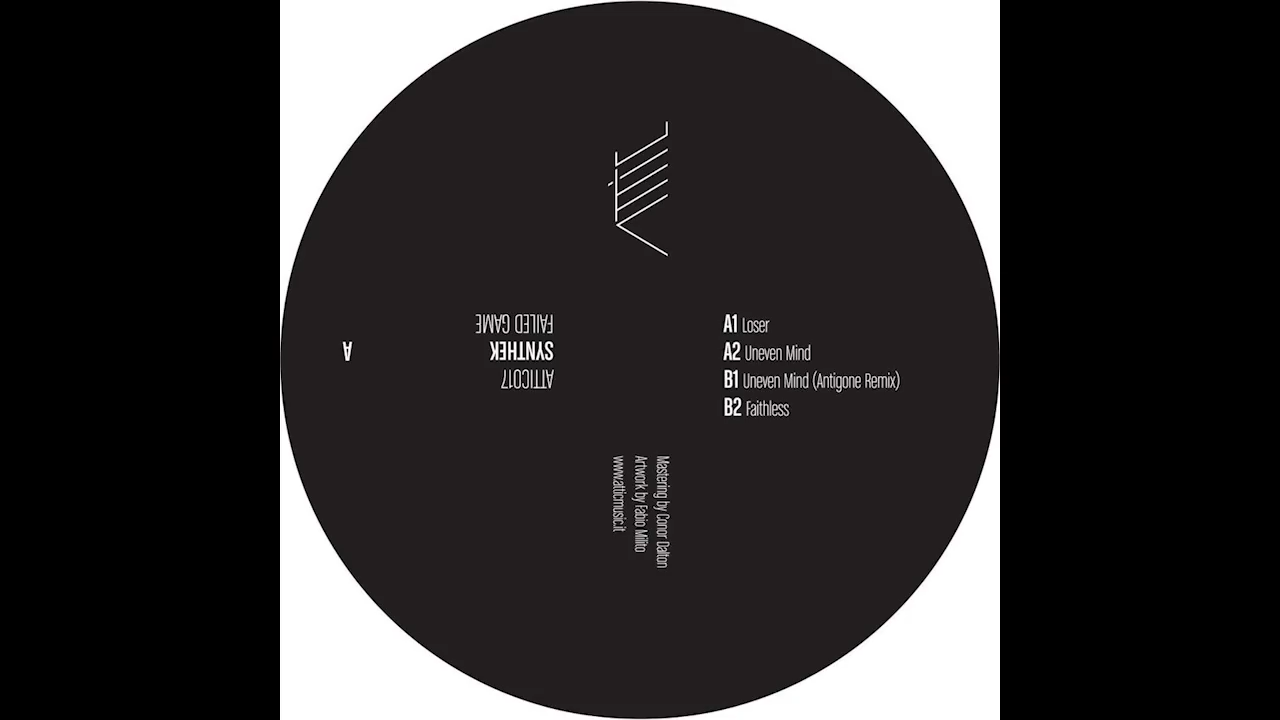 A
ATTIC017
SYNTHEK
FAILED GAME
A1 Loser
A2 Uneven Mind
B1 Uneven Mind (Antigone Remix)
B2 Faithless
Mastering by Conor Dalton
Artwork by Fabio Milito
www.atticmusic.it